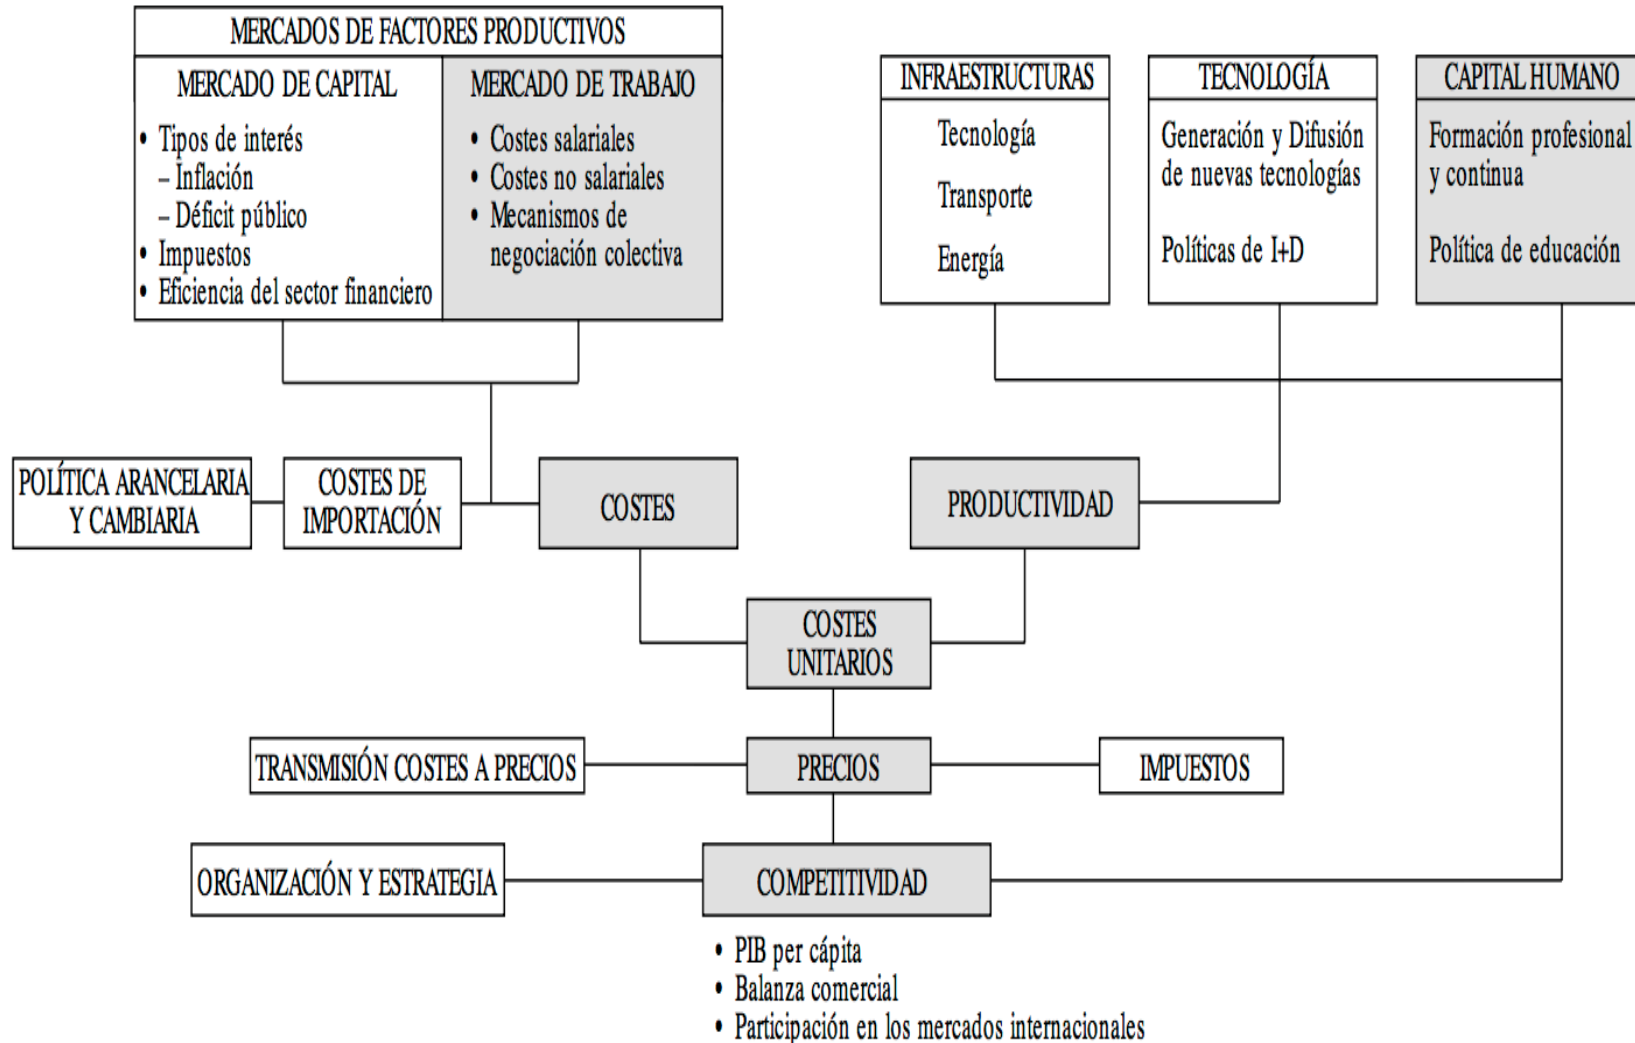 MERCADOS DE FACTORES PRODUCTIVOS
MERCADO DE CAPITAL
• Tipos de interés
– Inflación
– Déficit público
• Impuestos
• Eficiencia del sector financiero
MERCADO DE TRABAJO
• Costes salariales
• Costes no salariales
• Mecanismos de
negociación colectiva
INFRAESTRUCTURAS
Tecnología
Transporte
Energía
TECNOLOGÍA
Generación y Difusión
de nuevas tecnologías
Políticas de I+D
CAPITAL HUMANO
Formación profesional
y continua
Política de educación
POLÍTICA ARANCELARIA
Y CAMBIARIA
COSTES DE
IMPORTACIÓN
COSTES
PRODUCTIVIDAD
COSTES
UNITARIOS
TRANSMISIÓN COSTES A PRECIOS
PRECIOS
IMPUESTOS
ORGANIZACIÓN Y ESTRATEGIA
COMPETITIVIDAD
• PIB per cápita
• Balanza comercial
• Participación en los mercados internacionales